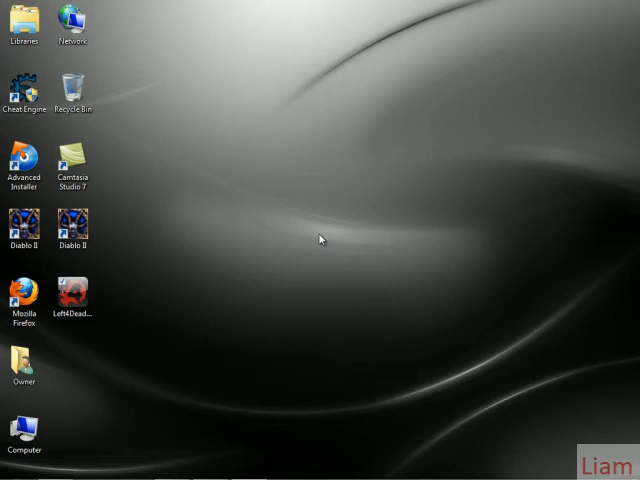 Libraries
Network
Cheat Engine
Recycle Bin
Advanced
Installer
Camtasia
Studio 7
Diablo II
Diablo II
Mozilla
Firefox
Left4Dead...
Owner
Computer
Liam